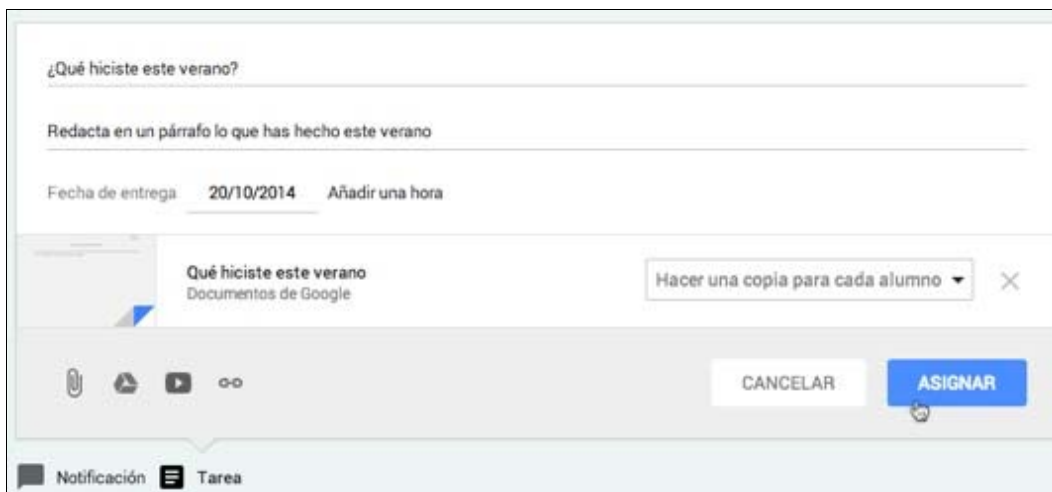 ¿Qué hiciste este verano?
Redacta en un párrafo lo que has hecho este verano
Fecha de entrega 20/10/2014 Añadir una hora
Qué hiciste este verano
Documentos de Google
Hacer una copia para cada alumno
CANCELAR ASIGNAR
Notificación Tarea